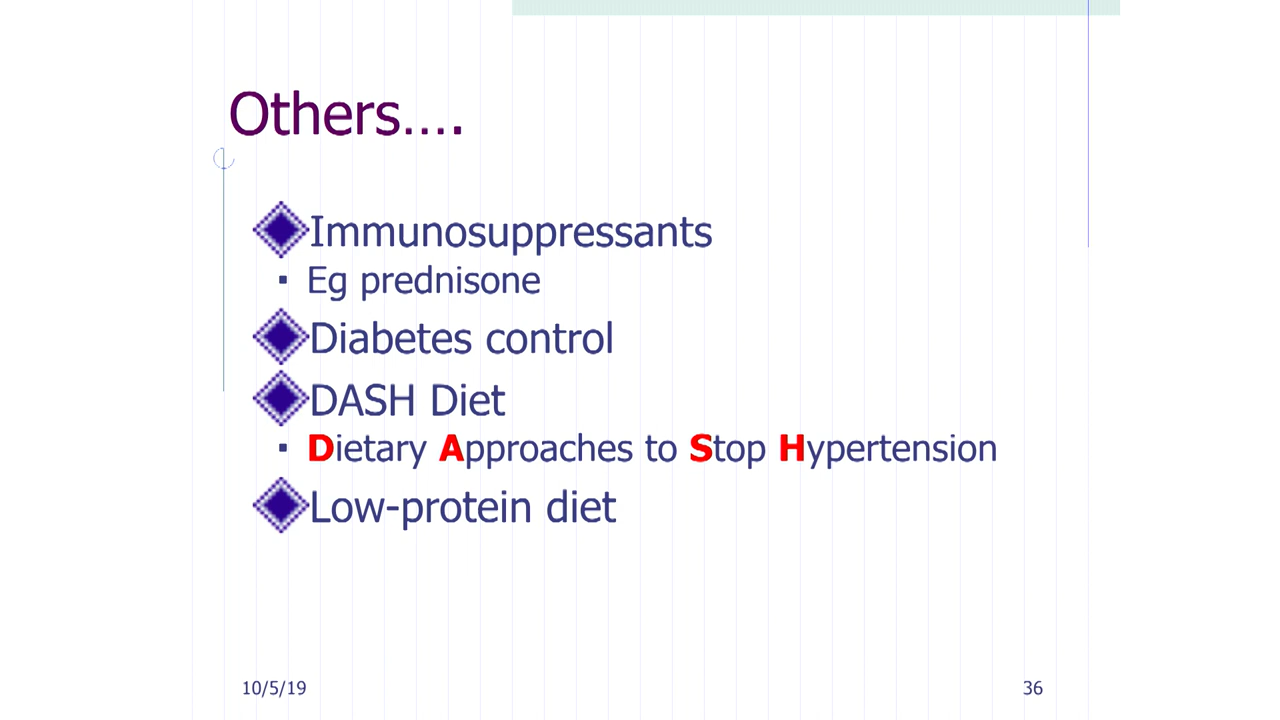 Others….
Immunosuppressants
▪ Eg prednisone
Diabetes control
DASH Diet
▪ Dietary Approaches to Stop Hypertension
Low-protein diet
10/5/19
36